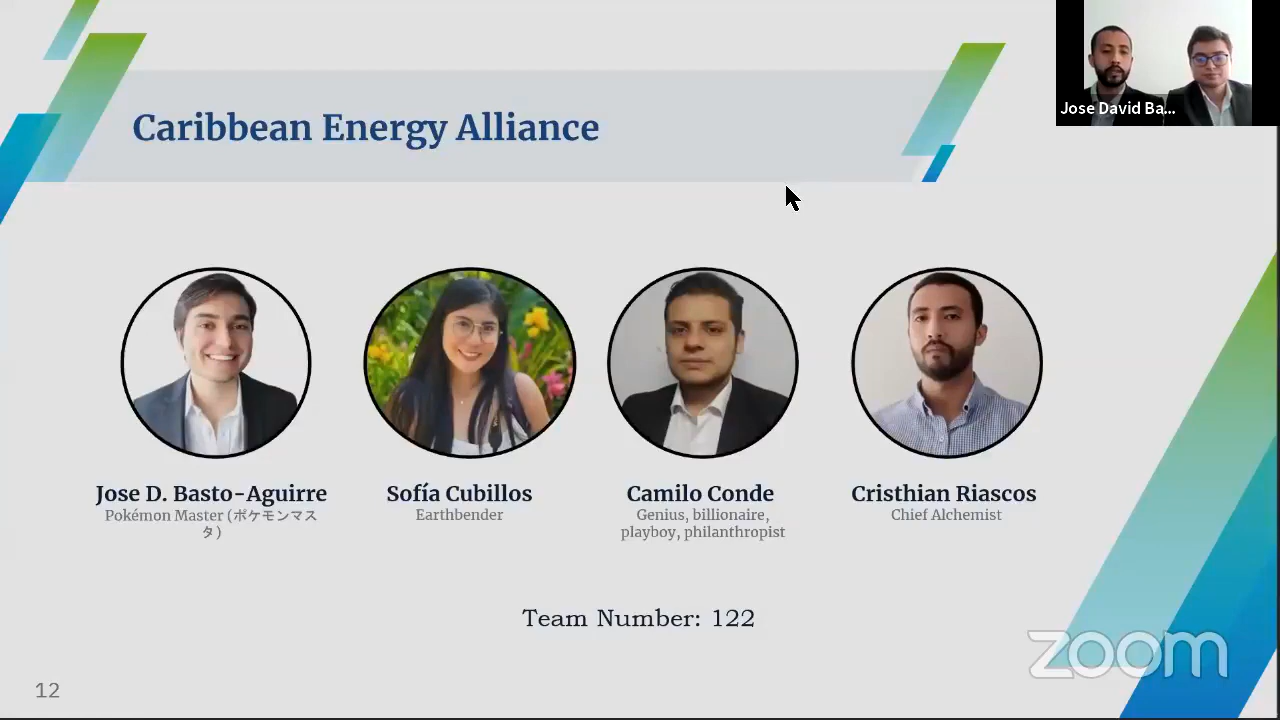 Caribbean Energy Alliance
Jose David Ba...
Jose D. Basto-Aguirre
Pokémon Master (ポケモンマス
タ)
Sofía Cubillos
Earthbender
Camilo Conde
Genius, billionaire,
playboy, philanthropist
Cristhian Riascos
Chief Alchemist
Team Number: 122
zoom
12